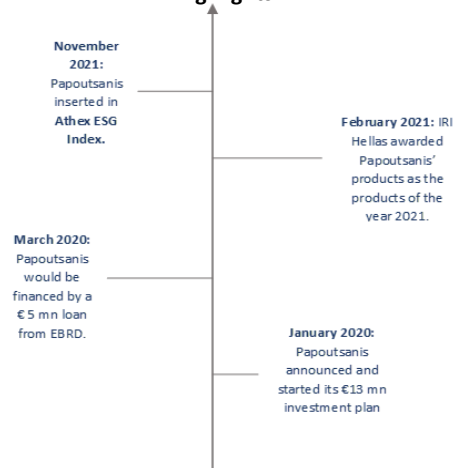 November
2021:
Papoutsanis
inserted in
Athex ESG
Index.
February 2021: IRI
Hellas awarded
Papoutsanis’
products as the
products of the
year 2021.
March 2020:
Papoutsanis
would be
financed by a
€ 5 mn loan
from EBRD.
January 2020:
Papoutsanis
announced and
started its €13 mn
investment plan